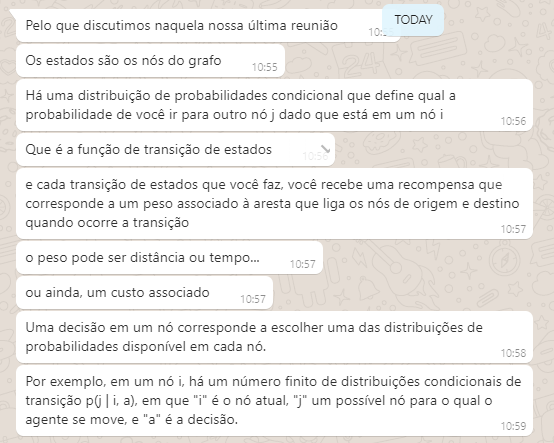 TODAY
Pelo que discutimos naquela nossa última reunião
Os estados são os nós do grafo
10:55
Há uma distribuição de probabilidades condicional que define qual a
probabilidade de você ir para outro nó j dado que está em um nó i
10:56
Que é a função de transição de estados
10:56
e cada transição de estados que você faz, você recebe uma recompensa que
corresponde a um peso associado à aresta que liga os nós de origem e destino
quando ocorre a transição
10:57
o peso pode ser distância ou tempo...
10:57
ou ainda, um custo associado
10:57
Uma decisão em um nó corresponde a escolher uma das distribuições de
probabilidades disponível em cada nó.
10:58
Por exemplo, em um nó i, há um número finito de distribuições condicionais de
transição p(j | i, a), em que "i" é o nó atual, "j" um possível nó para o qual o
agente se move, e "a" é a decisão.
10:59